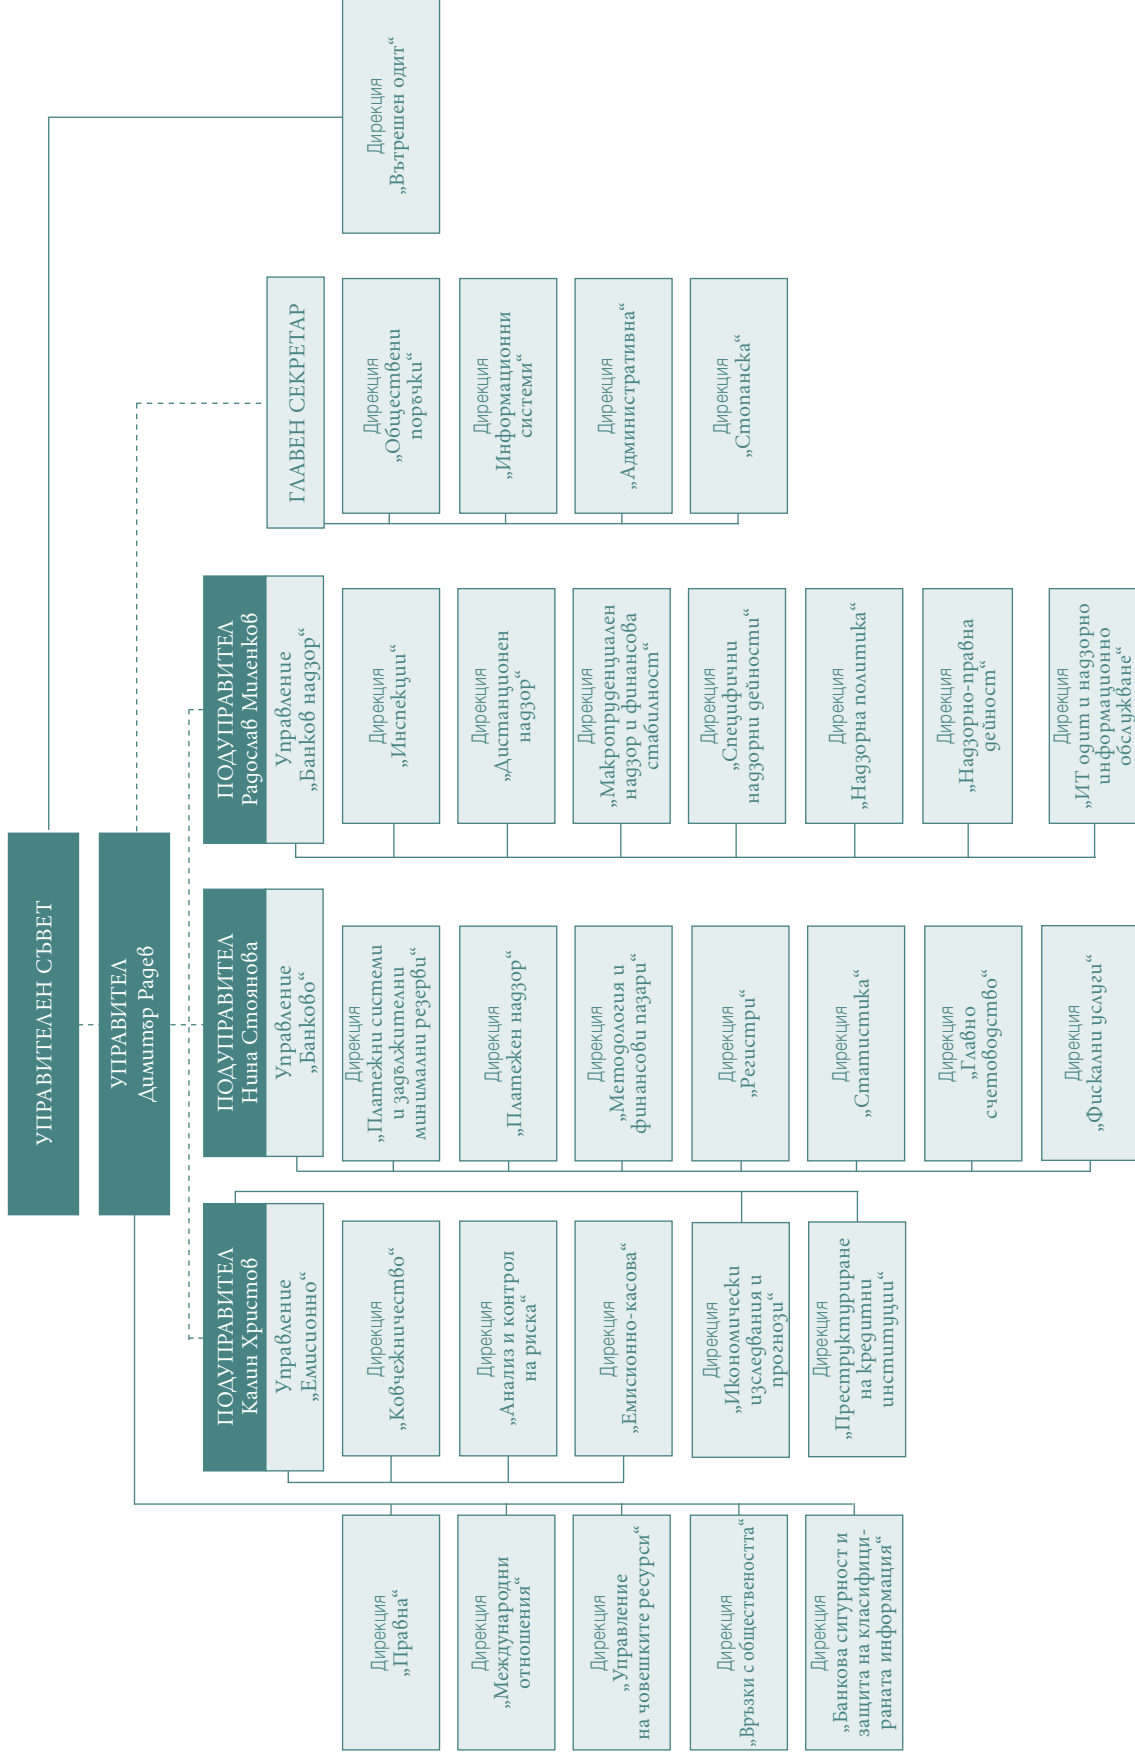 УПРАВИТЕЛЕН СЪВЕТ
УПРАВИТЕЛ
Димитър Радев
Дирекция
„Правна“
Дирекция
„Международни
отношения“
Дирекция
„Управление
на човешките ресурси“
Дирекция
„Връзки с обществеността“
Дирекция
„Банкова сигурност и
защита на класифици-
раната информация“
ПОДУПРАВИТЕЛ
Калин Христов
Управление
„Емисионно“
Дирекция
„Ковчежничество“
Дирекция
„Анализ и контрол
на риска“
Дирекция
„Емисионно-касова“
Дирекция
„Икономически
изследвания и
прогнози“
Дирекция
„Преструктуриране
на кредитни
институции“
ПОДУПРАВИТЕЛ
Нина Стоянова
Управление
„Банково“
Дирекция
„Платежни системи
и задължителни
минимални резерви“
Дирекция
„Платежен надзор“
Дирекция
„Методология и
финансови пазари“
Дирекция
„Регистри“
Дирекция
„Статистика“
Дирекция
„Главно
счетоводство“
Дирекция
„Фискални услуги“
ПОДУПРАВИТЕЛ
Радослав Миленков
Управление
„Банков надзор“
Дирекция
„Инспекции“
Дирекция
„Дистанционен
надзор“
Дирекция
„Макропруденциален
надзор и финансова
стабилност“
Дирекция
„Специфични
надзорни дейности“
Дирекция
„Надзорна политика“
Дирекция
„Надзорно-правна
дейност“
Дирекция
„ИТ одит и надзорно
информационно
обслужване“
ГЛАВЕН СЕКРЕТАР
Дирекция
„Обществени
поръчки“
Дирекция
„Информационни
системи“
Дирекция
„Административна“
Дирекция
„Стопанска“
Дирекция
„Вътрешен одит“